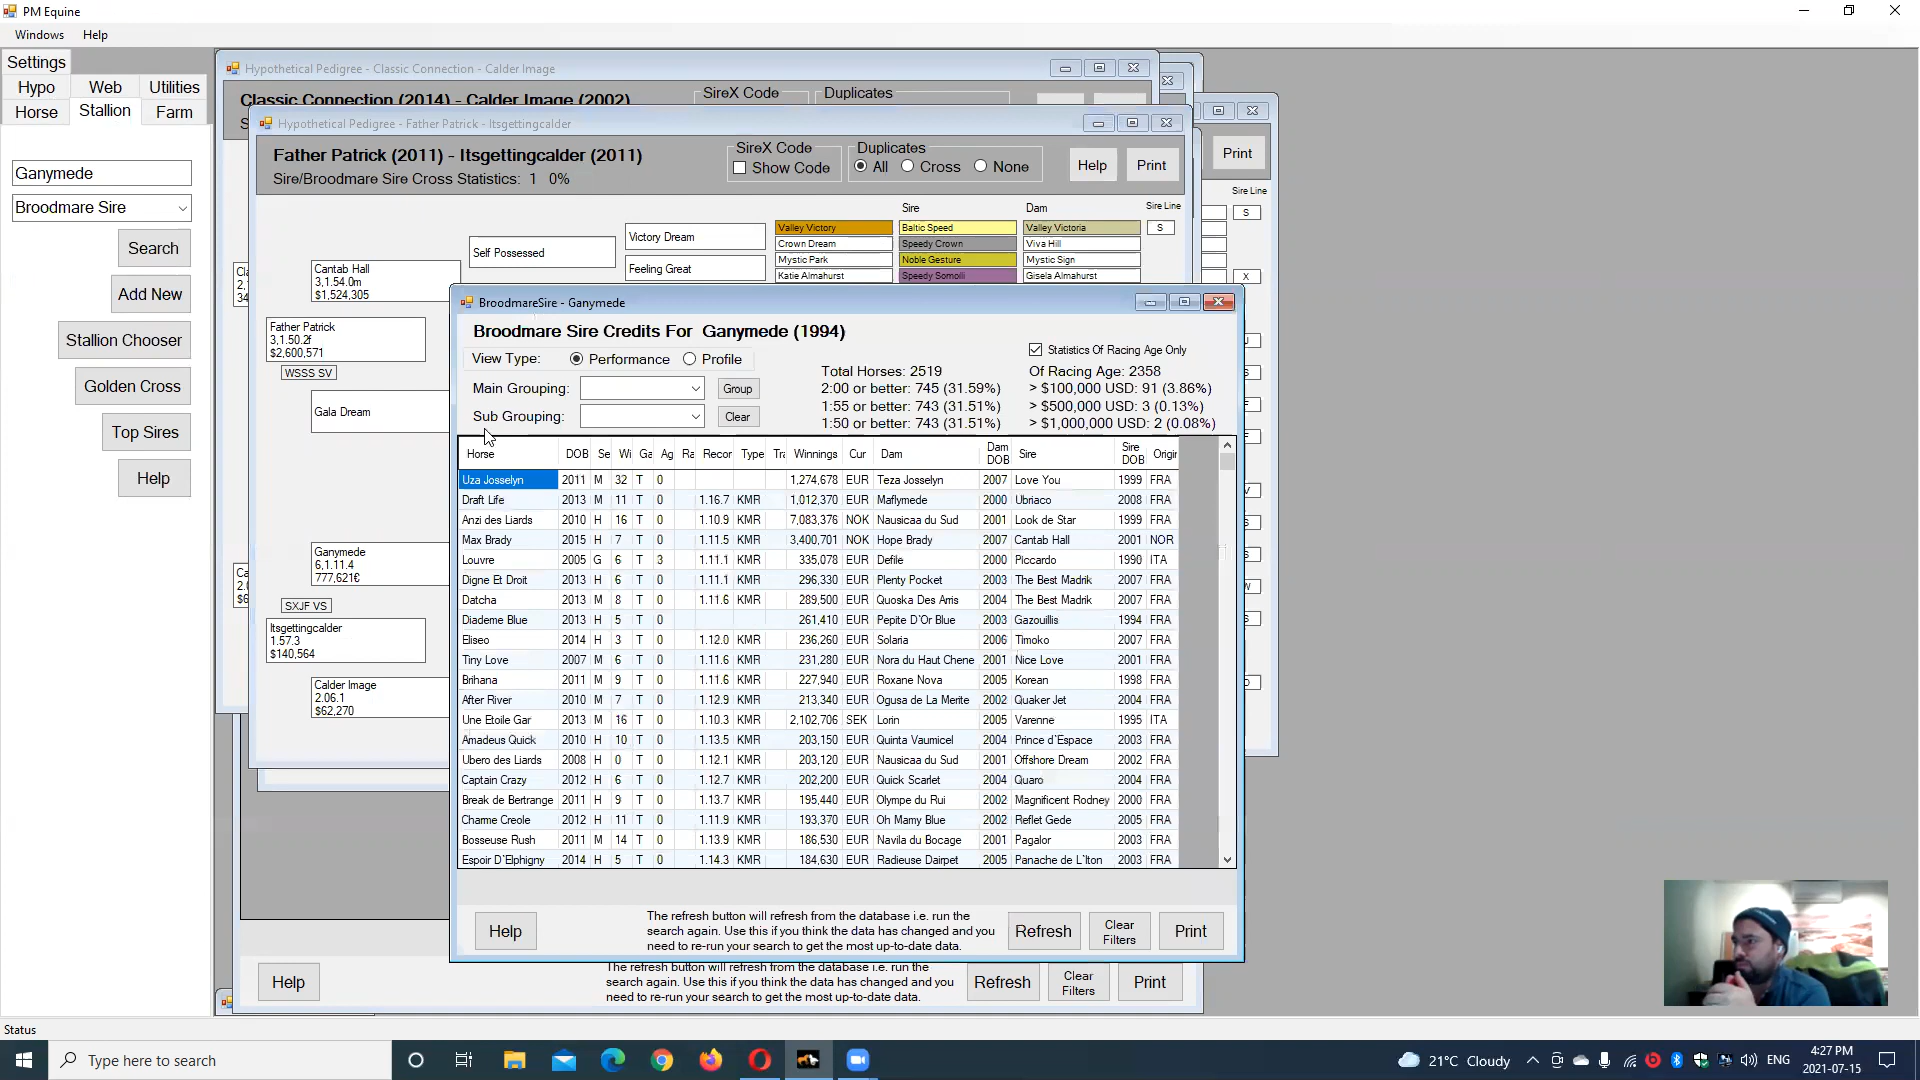 PM Equine
Windows Help
Settings
Hypo Web Utilities
Horse Stallion Farm
Ganymede
Broodmare Sire
Search
Add New
Stallion Chooser
Golden Cross
Top Sires
Help
Hypothetical Pedigree - Classic Connection - Calder Image
Classic Connection (2014) - Calder Image (2002)
SireX Code Duplicates
Hypothetical Pedigree - Father Patrick - Itsgettingcalder
Father Patrick (2011) - Itsgettingcalder (2011)
Sire/Broodmare Sire Cross Statistics: 1 0%
SireX Code
Show Code
Duplicates
All Cross None
Help Print
Print
Sire Line
S
X
Sire Dam Sire Line
Valley Victory Baltic Speed Valley Victoria S
Crown Dream Speedy Crown Viva Hill
Mystic Park Noble Gesture Mystic Sign
Katie Almahurst Speedy Somolli Gisela Almahurst
Victory Dream
Feeling Great
Self Possessed
Cantab Hall
3,1.54.0m
$1,524,305
Father Patrick
3,1.50.2f
$2,600,571
WSSS SV
Gala Dream
Ganymede
6,1.11.4
777,621€
SXJF VS
Itsgettingcalder
1.57.3
$140,564
Calder Image
2.06.1
$62,270
BroodmareSire - Ganymede
Broodmare Sire Credits For Ganymede (1994)
View Type: Performance Profile
Main Grouping: Group
Sub Grouping: Clear
Statistics Of Racing Age Only
Total Horses: 2519 Of Racing Age: 2358
2:00 or better: 745 (31.59%) > $100,000 USD: 91 (3.86%)
1:55 or better: 743 (31.51%) > $500,000 USD: 3 (0.13%)
1:50 or better: 743 (31.51%) > $1,000,000 USD: 2 (0.08%)
Horse DOB Se Wi Ga Ag Ra Recor Type Tra Winnings Cur Dam Dam DOB Sire Sire DOB Origin
Uza Josselyn 2011 M 32 T 0 1,274,678 EUR Teza Josselyn 2007 Love You 1999 FRA
Draft Life 2013 M 11 T 0 1.16.7 KMR 1,012,370 EUR Maflymede 2000 Ubriaco 2008 FRA
Anzi des Liards 2010 H 16 T 0 1.10.9 KMR 7,083,376 NOK Nausicaa du Sud 2001 Look de Star 1999 FRA
Max Brady 2015 H 7 T 0 1.11.5 KMR 3,400,701 NOK Hope Brady 2007 Cantab Hall 2001 NOR
Louvre 2005 G 6 T 3 1.11.1 KMR 335,078 EUR Defile 2000 Piccardo 1990 ITA
Digne Et Droit 2013 H 6 T 0 1.11.1 KMR 296,330 EUR Plenty Pocket 2003 The Best Madrik 2007 FRA
Datcha 2013 M 8 T 0 1.11.6 KMR 289,500 EUR Quoska Des Arris 2004 The Best Madrik 2007 FRA
Diademe Blue 2013 H 5 T 0 261,410 EUR Pepite D'Or Blue 2003 Gazouillis 1994 FRA
Eliseo 2014 H 3 T 0 1.12.0 KMR 236,260 EUR Solaria 2006 Timoko 2007 FRA
Tiny Love 2007 M 6 T 0 1.11.6 KMR 231,280 EUR Nora du Haut Chene 2001 Nice Love 2001 FRA
Brihana 2011 M 9 T 0 1.11.6 KMR 227,940 EUR Roxane Nova 2005 Korean 1998 FRA
After River 2010 M 7 T 0 1.12.9 KMR 213,340 EUR Ogusa de La Merite 2002 Quaker Jet 2004 FRA
Une Etoile Gar 2013 M 16 T 0 1.10.3 KMR 2,102,706 SEK Lorin 2005 Varenne 1995 ITA
Amadeus Quick 2010 H 10 T 0 1.13.5 KMR 203,150 EUR Quinta Vaumicel 2004 Prince d`Espace 2003 FRA
Ubero des Liards 2008 H 0 T 0 1.12.1 KMR 203,120 EUR Nausicaa du Sud 2001 Offshore Dream 2002 FRA
Captain Crazy 2012 H 6 T 0 1.12.7 KMR 202,200 EUR Quick Scarlet 2004 Quaro 2004 FRA
Break de Bertrange 2011 H 9 T 0 1.13.7 KMR 195,440 EUR Olympe du Rui 2002 Magnificent Rodney 2000 FRA
Charme Creole 2012 H 11 T 0 1.11.9 KMR 193,370 EUR Oh Mamy Blue 2002 Reflet Gede 2005 FRA
Bosseuse Rush 2011 M 14 T 0 1.13.9 KMR 186,530 EUR Navila du Bocage 2001 Pagalor 2003 FRA
Espoir D`Elphigny 2014 H 5 T 0 1.14.3 KMR 184,630 EUR Radieuse Dairpet 2005 Panache de L`Iton 2003 FRA
Help
The refresh button will refresh from the database i.e. run the
search again. Use this if you think the data has changed and you
need to re-run your search to get the most up-to-date data.
Refresh Clear Filters Print
Help
The refresh button will refresh from the database i.e. run the
search again. Use this if you think the data has changed and you
need to re-run your search to get the most up-to-date data.
Refresh Clear Filters Print
Status
Type here to search
21°C Cloudy
ENG
4:27 PM
2021-07-15